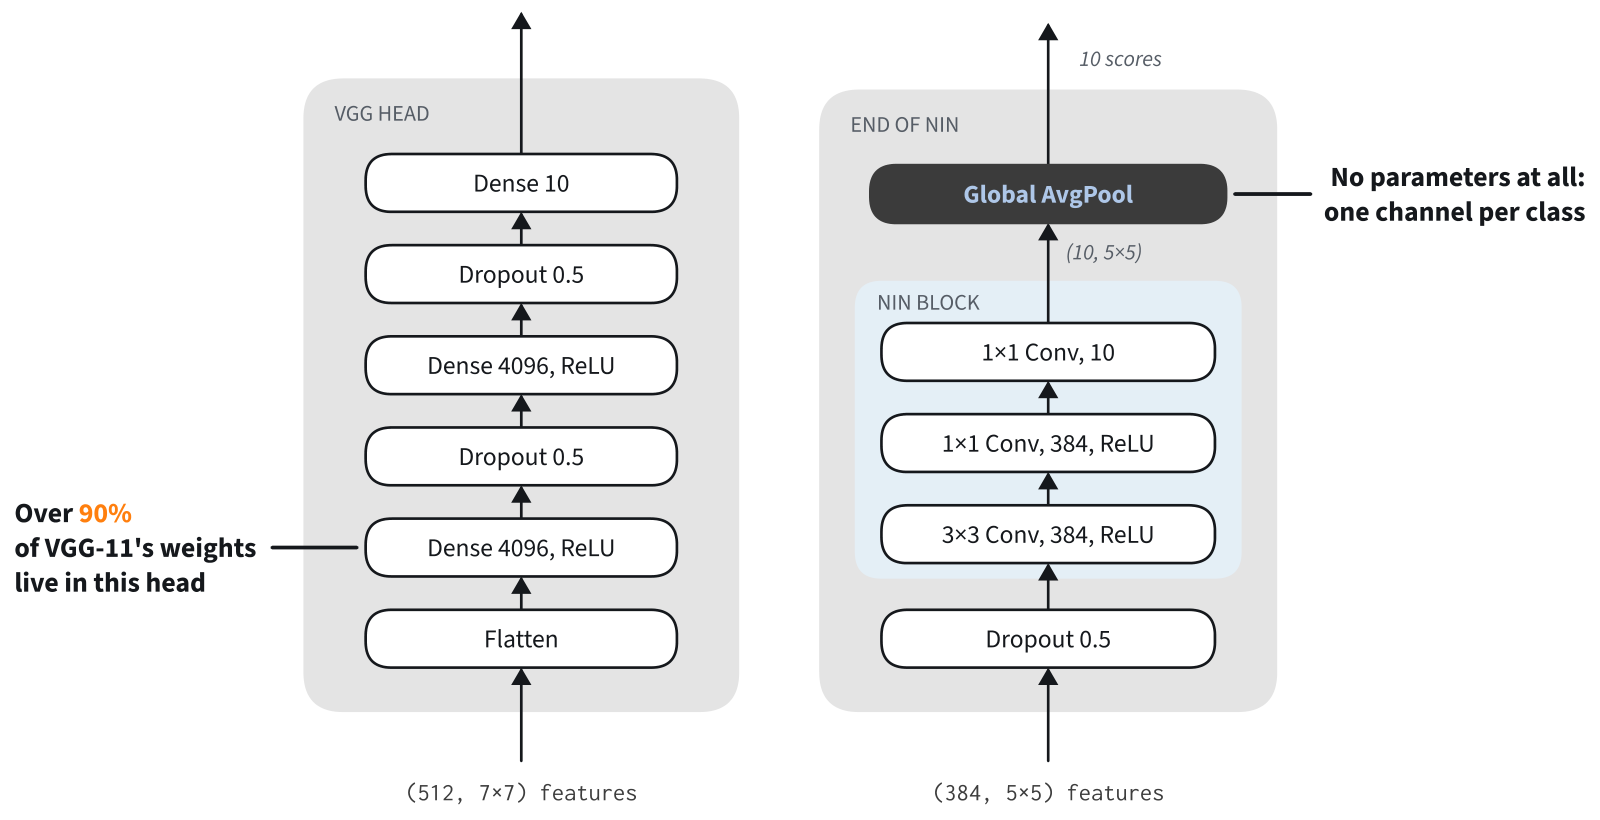 VGG HEAD
Dense 10
Dropout 0.5
Dense 4096, ReLU
Dropout 0.5
Dense 4096, ReLU
Flatten
(512, 7×7) features
Over 90%
of VGG-11's weights
live in this head
10 scores
END OF NIN
Global AvgPool
(10, 5×5)
NIN BLOCK
1×1 Conv, 10
1×1 Conv, 384, ReLU
3×3 Conv, 384, ReLU
Dropout 0.5
(384, 5×5) features
No parameters at all:
one channel per class